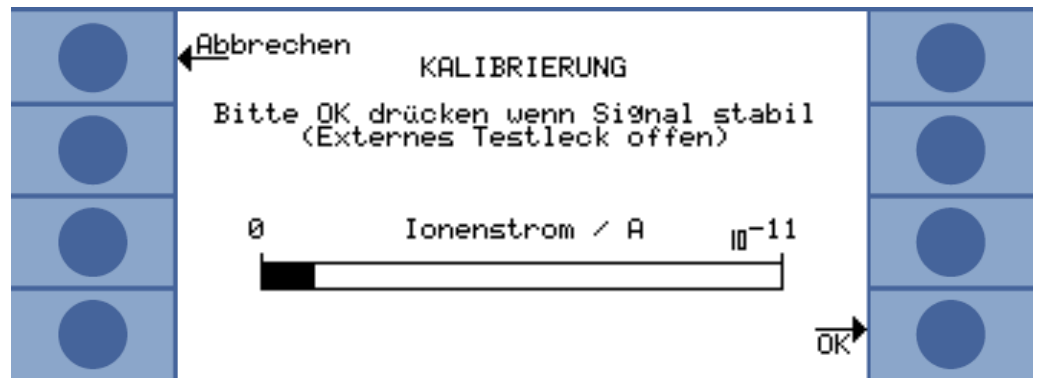 Abbrechen
KALIBRIERUNG
Bitte OK drücken wenn Signal stabil
(Externes Testleck offen)
0 Ionenstrom / A 10-11
OK